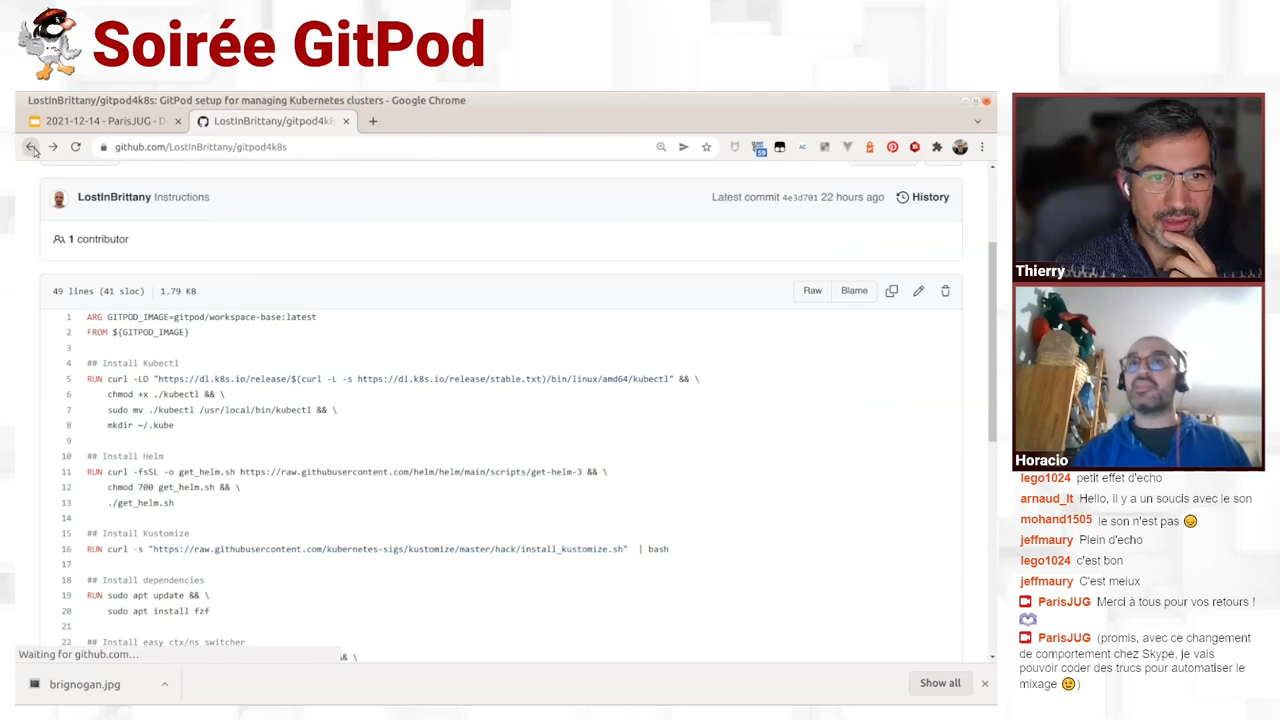 Soirée GitPod
LostInBrittany/gitpod4k8s: GitPod setup for managing Kubernetes clusters - Google Chrome
2021-12-14 - ParisJUG - D
LostInBrittany/gitpod4k8
github.com/LostInBrittany/gitpod4k8s
59
AC
LostInBrittany Instructions
Latest commit 4e3d701 22 hours ago
History
1 contributor
49 lines (41 sloc) | 1.79 KB
Raw
Blame
1 ARG GITPOD_IMAGE=gitpod/workspace-base:latest
2 FROM ${GITPOD_IMAGE}
3
4 ## Install Kubectl
5 RUN curl -LO "https://dl.k8s.io/release/$(curl -L -s https://dl.k8s.io/release/stable.txt)/bin/linux/amd64/kubectl" && \
6 chmod +x ./kubectl && \
7 sudo mv ./kubectl /usr/local/bin/kubectl && \
8 mkdir ~/.kube
9
10 ## Install Helm
11 RUN curl -fsSL -o get_helm.sh https://raw.githubusercontent.com/helm/helm/main/scripts/get-helm-3 && \
12 chmod 700 get_helm.sh && \
13 ./get_helm.sh
14
15 ## Install Kustomize
16 RUN curl -s "https://raw.githubusercontent.com/kubernetes-sigs/kustomize/master/hack/install_kustomize.sh" | bash
17
18 ## Install dependencies
19 RUN sudo apt update && \
20 sudo apt install fzf
21
22 ## Install easy ctx/ns switcher
&& \
Waiting for github.com...
brignogan.jpg
Show all
Thierry
Horacio
lego1024 petit effet d'echo
arnaud_lt Hello, il y a un soucis avec le son
mohand1505 le son n'est pas 😞
jeffmaury Plein d'echo
lego1024 c'est bon
jeffmaury C'est meiux
ParisJUG Merci à tous pour vos retours !
ParisJUG (promis, avec ce changement
de comportement chez Skype, je vais
pouvoir coder des trucs pour automatiser le
mixage 😉)